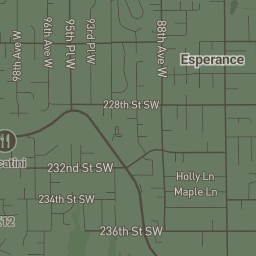 98th Ave W
96th Ave W
95th Pl W
93rd Pl W
88th Ave W
Esperance
228th St SW
232nd St SW
Holly Ln
Maple Ln
234th St SW
236th St SW